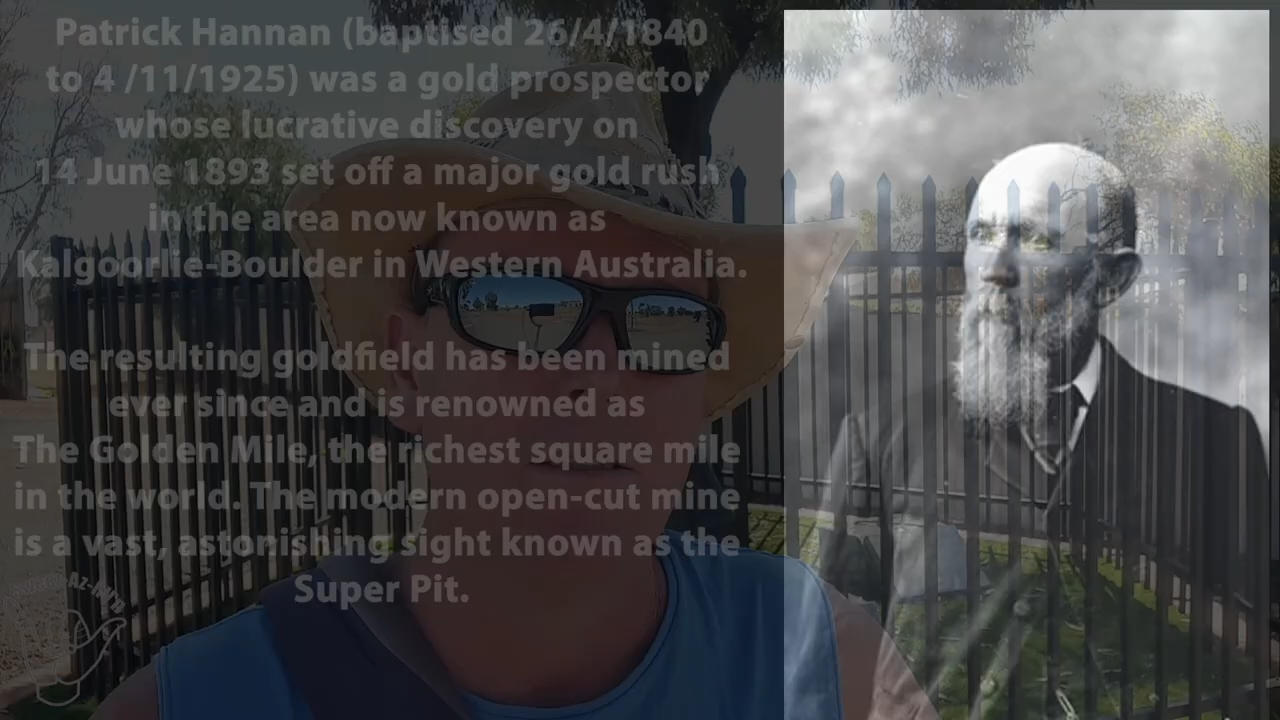 Patrick Hannan (baptised 26/4/1840
to 4 /11/1925) was a gold prospector
whose lucrative discovery on
14 June 1893 set off a major gold rush
in the area now known as
Kalgoorlie-Boulder in Western Australia.
The resulting goldfield has been mined
ever since and is renowned as
The Golden Mile, the richest square mile
in the world. The modern open-cut mine
is a vast, astonishing sight known as the
Super Pit.